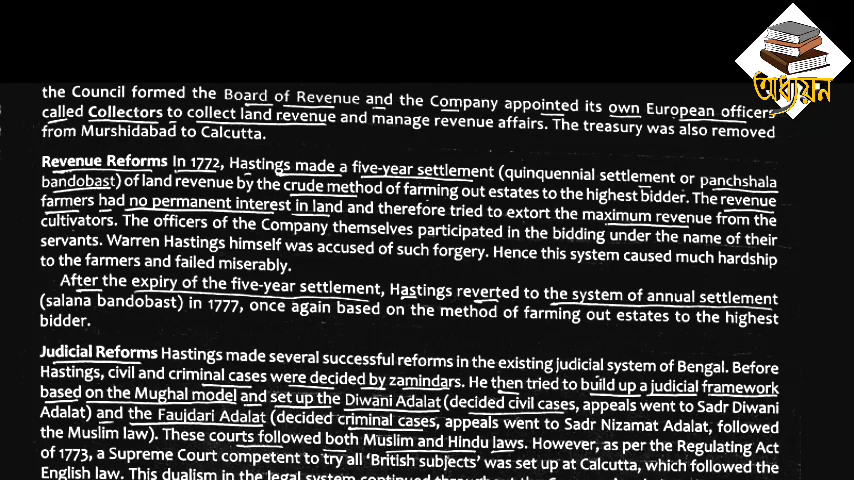 অধ্যয়ন
the Council formed the Board of Revenue and the Company appointed its own European officers
called Collectors to collect land revenue and manage revenue affairs. The treasury was also removed
from Murshidabad to Calcutta.
Revenue Reforms In 1772, Hastings made a five-year settlement (quinquennial settlement or panchshala
bandobast) of land revenue by the crude method of farming out estates to the highest bidder. The revenue
farmers had no permanent interest in land and therefore tried to extort the maximum revenue from the
cultivators. The officers of the Company themselves participated in the bidding under the name of their
servants. Warren Hastings himself was accused of such forgery. Hence this system caused much hardship
to the farmers and failed miserably.
After the expiry of the five-year settlement, Hastings reverted to the system of annual settlement
(salana bandobast) in 1777, once again based on the method of farming out estates to the highest
bidder.
Judicial Reforms Hastings made several successful reforms in the existing judicial system of Bengal. Before
Hastings, civil and criminal cases were decided by zamindars. He then tried to build up a judicial framework
based on the Mughal model and set up the Diwani Adalat (decided civil cases, appeals went to Sadr Diwani
Adalat) and the Faujdari Adalat (decided criminal cases, appeals went to Sadr Nizamat Adalat, followed
the Muslim law). These courts followed both Muslim and Hindu laws. However, as per the Regulating Act
of 1773, a Supreme Court competent to try all 'British subjects' was set up at Calcutta, which followed the
English law. This dualism in the legal system continued throughout the